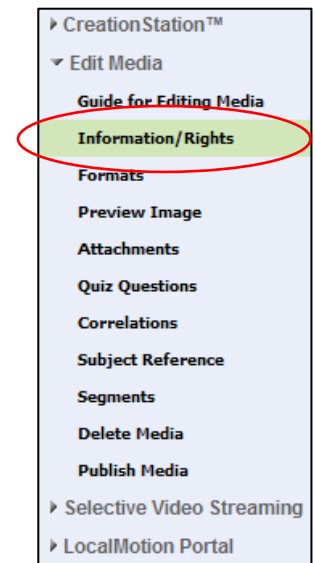 CreationStation™
Edit Media
Guide for Editing Media
Information/Rights
Formats
Preview Image
Attachments
Quiz Questions
Correlations
Subject Reference
Segments
Delete Media
Publish Media
Selective Video Streaming
LocalMotion Portal